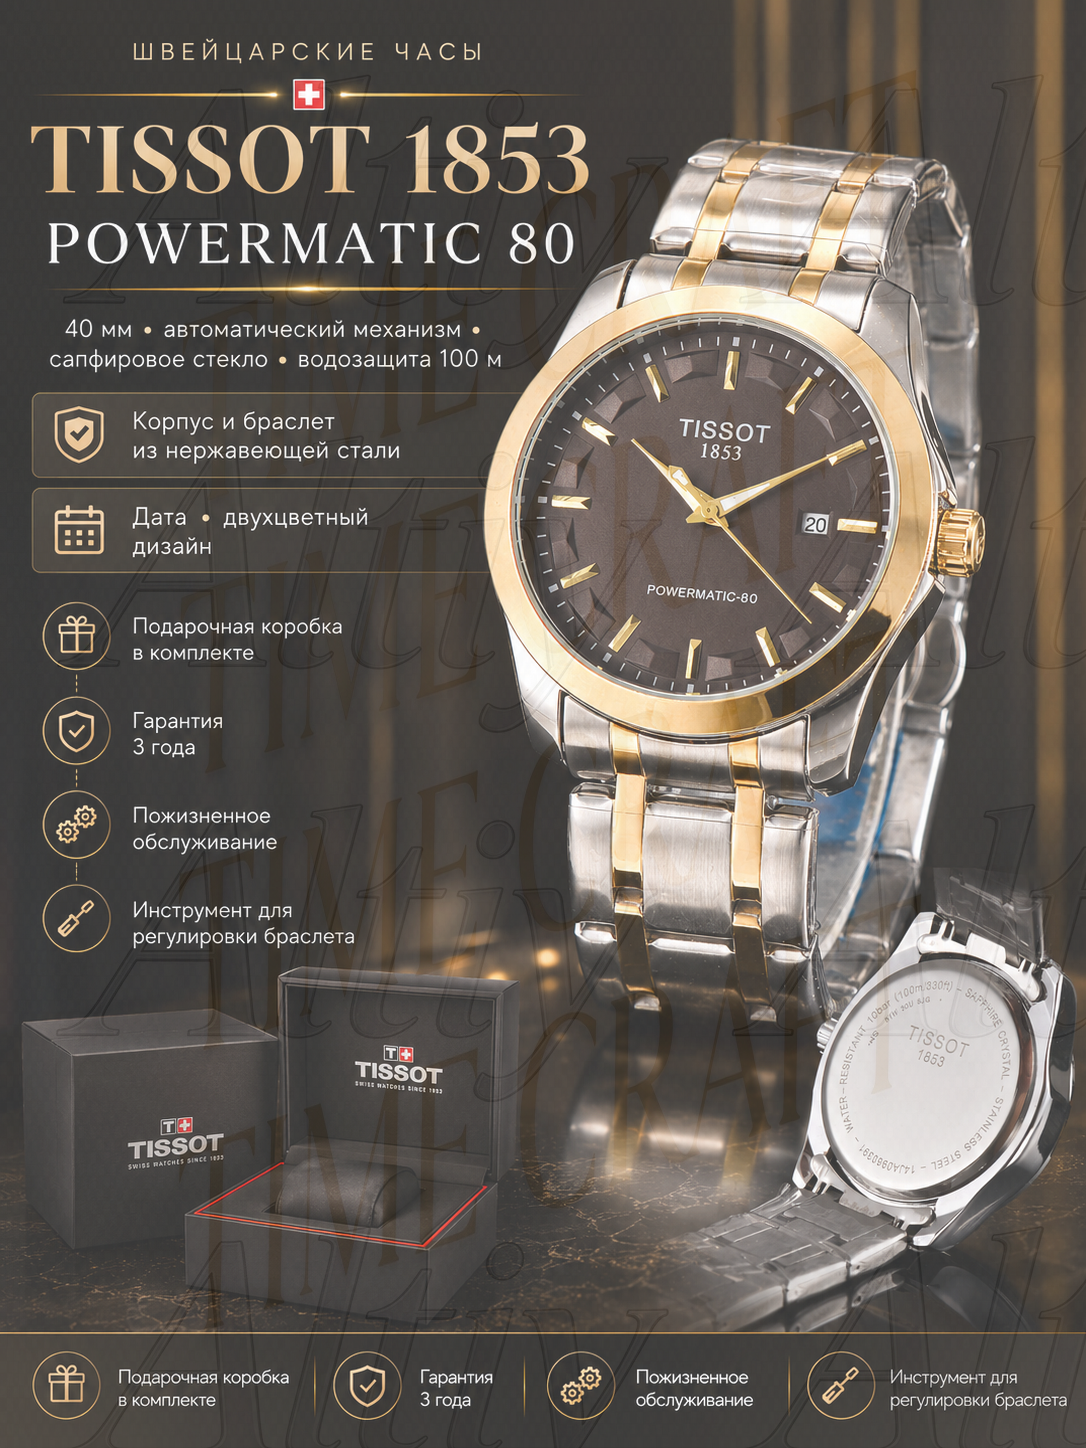 ШВЕЙЦАРСКИЕ ЧАСЫ
TISSOT 1853
POWERMATIC 80
40 мм • автоматический механизм •
сапфировое стекло • водозащита 100 м
Корпус и браслет
из нержавеющей стали
Дата • двухцветный
дизайн
Подарочная коробка
в комплекте
Гарантия
3 года
Пожизненное
обслуживание
Инструмент для
регулировки браслета
TISSOT
1853
20
POWERMATIC-80
T+
TISSOT
SWISS WATCHES SINCE 1853
T+
TISSOT
SWISS WATCHES SINCE 1853
TISSOT
1853
WATER-RESISTANT 10bar (100m/330ft) – SAPPHIRE CRYSTAL – STAINLESS STEEL –
Подарочная коробка
в комплекте
Гарантия
3 года
Пожизненное
обслуживание
Инструмент для
регулировки браслета
Altiy
TIME CRAFT